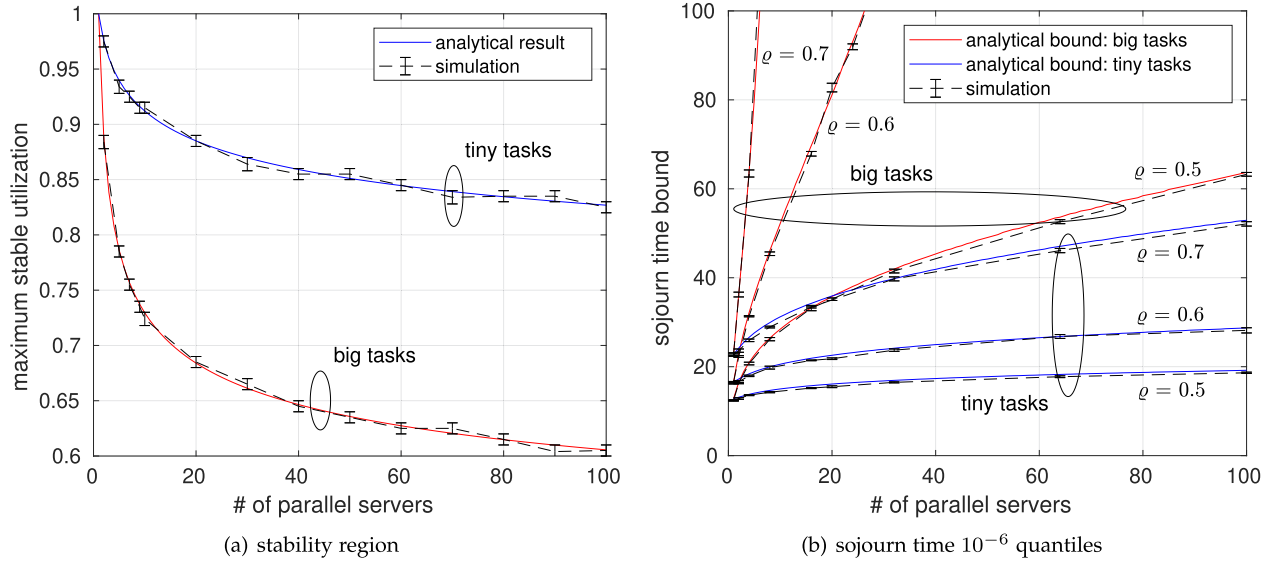 maximum stable utilization
1
0.95
0.9
0.85
0.8
0.75
0.7
0.65
0.6
analytical result
simulation
tiny tasks
big tasks
0 20 40 60 80 100
# of parallel servers
(a) stability region
sojourn time bound
100
80
60
40
20
0
analytical bound: big tasks
analytical bound: tiny tasks
simulation
ϱ = 0.7
ϱ = 0.6
big tasks
ϱ = 0.5
ϱ = 0.7
ϱ = 0.6
tiny tasks
ϱ = 0.5
0 20 40 60 80 100
# of parallel servers
(b) sojourn time 10⁻⁶ quantiles